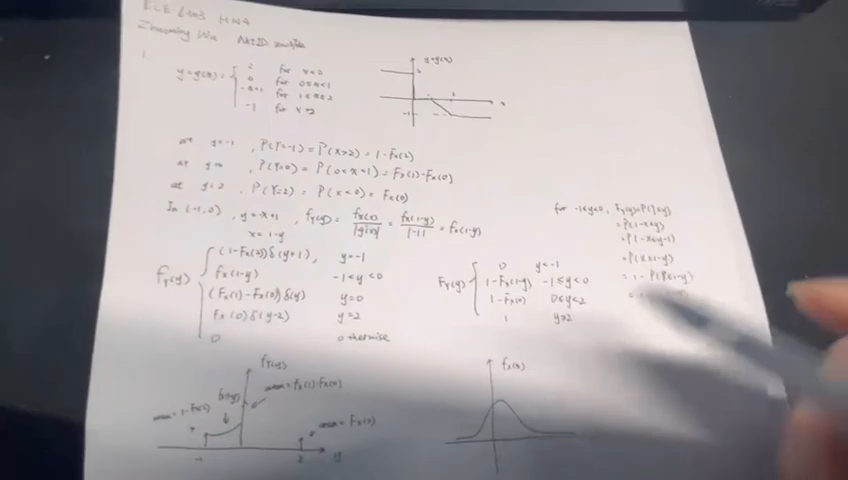 ELE 6203 HW4
1.
y=g(x)= { 2 for x<0
0 for 0<x<1
-x+1 for 1<x<2
-1 for x>2
y=g(x)
2
x
-1
at y=-1, P(Y=-1)=P(X>2)=1-Fx(2)
at y=0, P(Y=0)=P(0<x<1)=Fx(1)-Fx(0)
at y=2, P(Y=2)=P(x<0)=Fx(0)
In (-1,0), y=-x+1, = fx(1-y)/|-1| = fx(1-y)
x=1-y
for -1<y<0, FY(y)=P(Y≤y)
=P(1-x≤y)
=P(-x≤y-1)
=P(x≥1-y)
fY(y) { (1-Fx(2))δ(y+1), y=-1
fx(1-y) -1<y<0
(Fx(1)-Fx(0))δ(y) y=0
fx(0)δ(y-2) y=2
0 otherwise
FY(y) { 0 y<-1
1-Fx(1-y) -1≤y<0
1-Fx(0) 0≤y<2
1 y≥2
fY(y)
area=Fx(1)-Fx(0)
area=1-Fx(2)
area=Fx(0)
-1
2
y
fx(x)